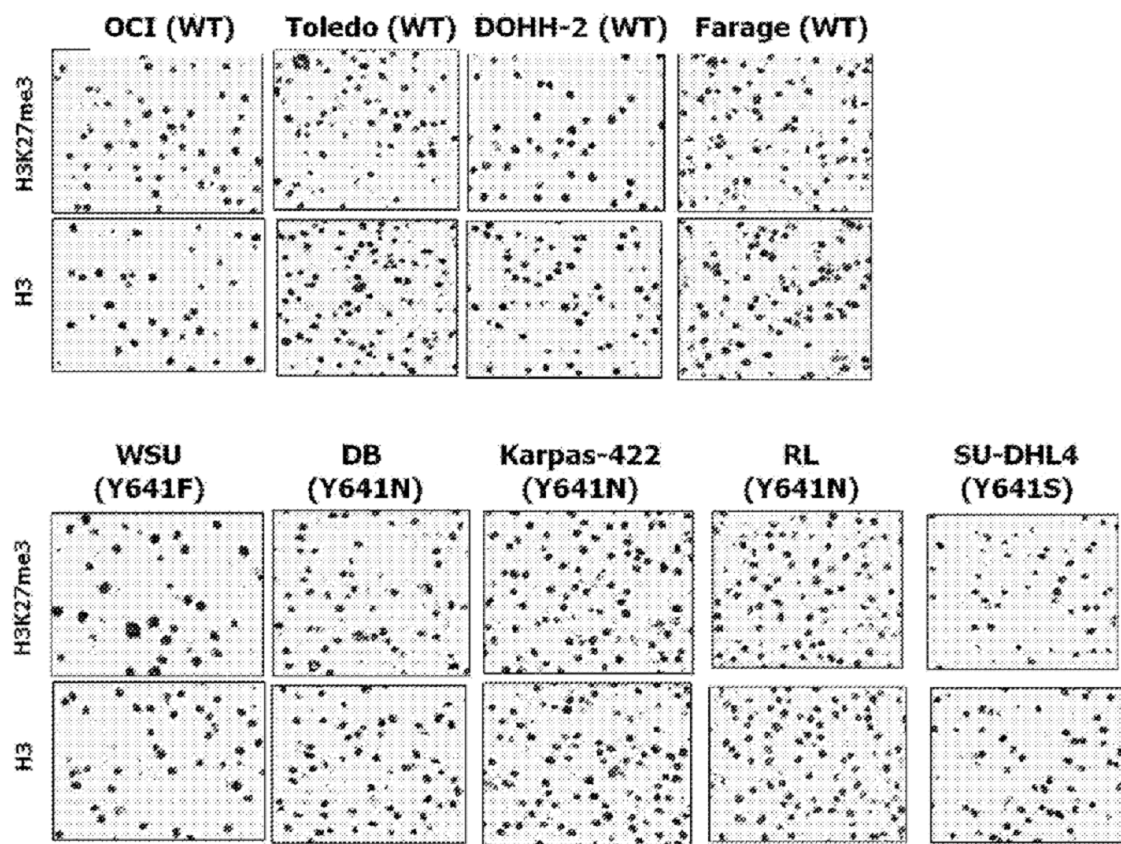 OCI (WT) Toledo (WT) DOHH-2 (WT) Farage (WT)
H3K27me3
H3
WSU DB Karpas-422 RL SU-DHL4
(Y641F) (Y641N) (Y641N) (Y641N) (Y641S)
H3K27me3
H3